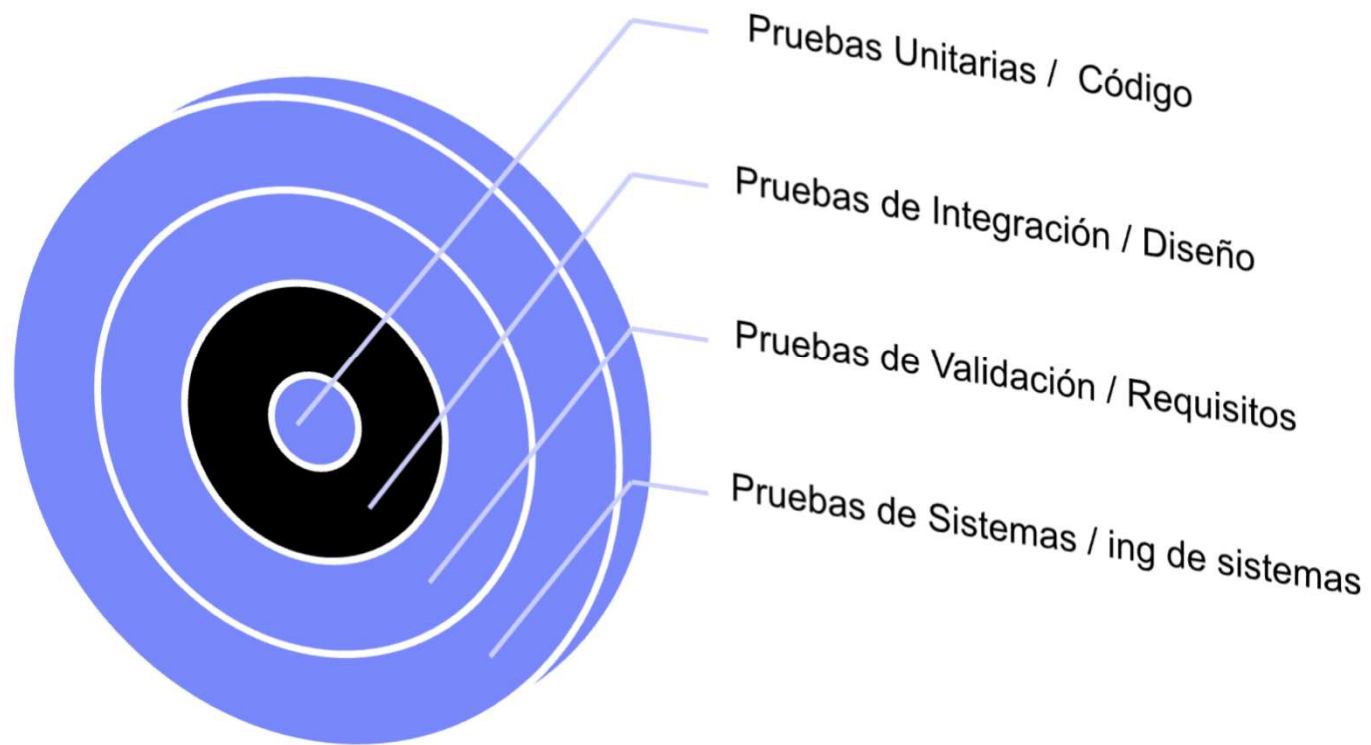 Pruebas Unitarias / Código
Pruebas de Integración / Diseño
Pruebas de Validación / Requisitos
Pruebas de Sistemas / ing de sistemas